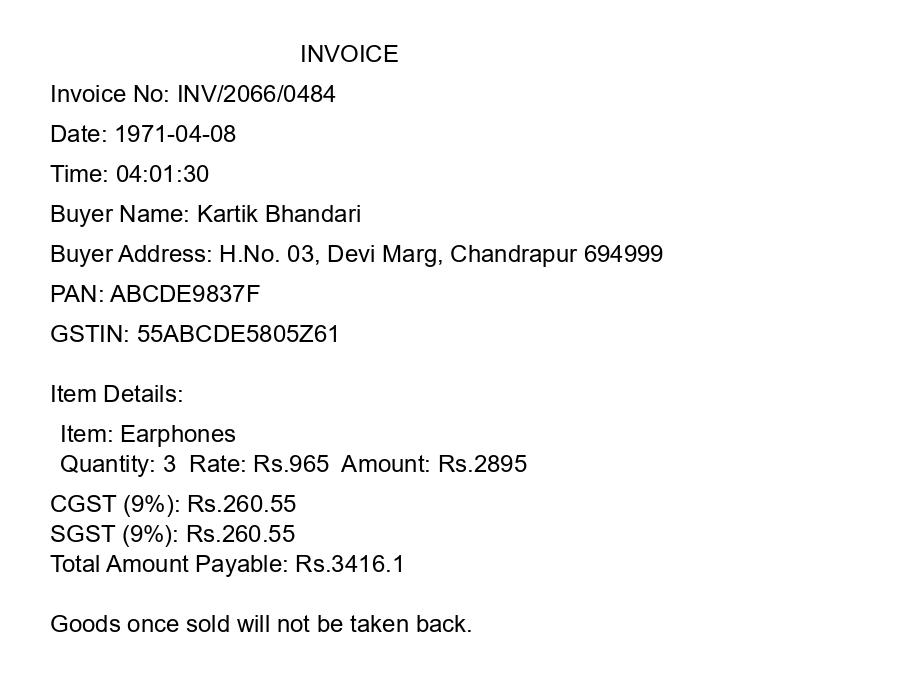 INVOICE
Invoice No: INV/2066/0484
Date: 1971-04-08
Time: 04:01:30
Buyer Name: Kartik Bhandari
Buyer Address: H.No. 03, Devi Marg, Chandrapur 694999
PAN: ABCDE9837F
GSTIN: 55ABCDE5805Z61
Item Details:
Item: Earphones
Quantity: 3  Rate: Rs.965  Amount: Rs.2895
CGST (9%): Rs.260.55
SGST (9%): Rs.260.55
Total Amount Payable: Rs.3416.1
Goods once sold will not be taken back.